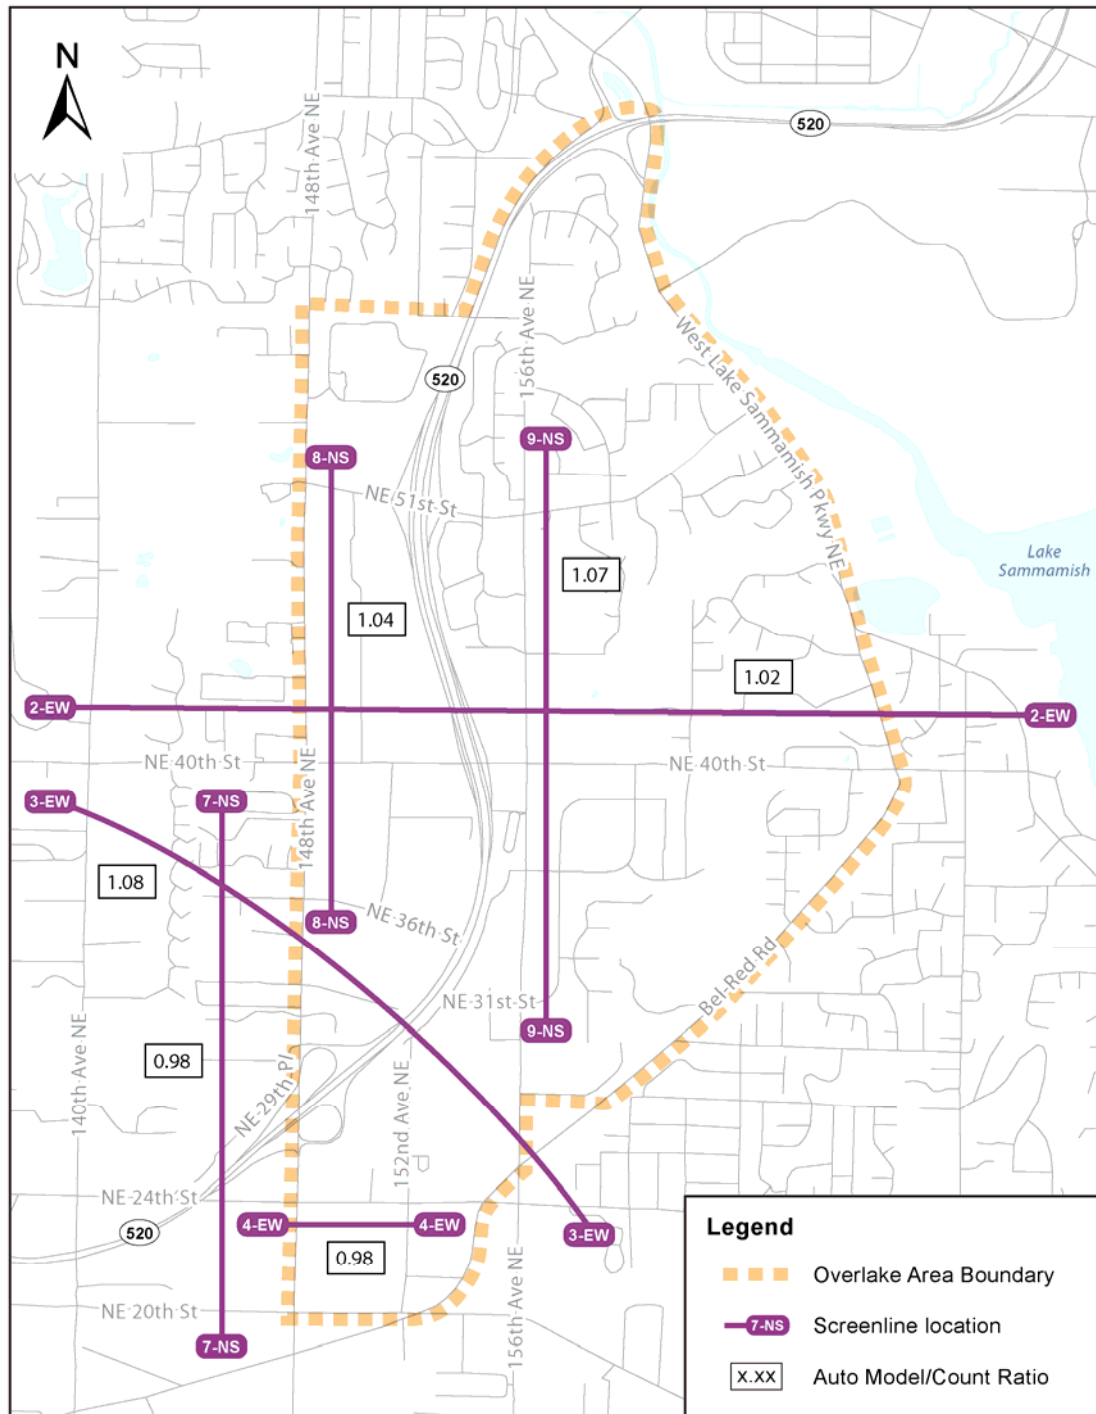 N
148th Ave NE
520
156th Ave NE
West Lake Sammamish Pkwy NE
520
9-NS
8-NS
NE 51st St
Lake
Sammamish
1.07
1.04
1.02
2-EW
2-EW
NE 40th St
NE 40th St
148th Ave NE
3-EW
7-NS
1.08
8-NS
NE 36th St
Bel-Red Rd
NE 31st St
9-NS
140th Ave NE
0.98
NE 29th Pl
152nd Ave NE
NE 24th St
520
4-EW
4-EW
3-EW
0.98
156th Ave NE
NE 20th St
7-NS
Legend
Overlake Area Boundary
7-NS
Screenline location
X.XX
Auto Model/Count Ratio